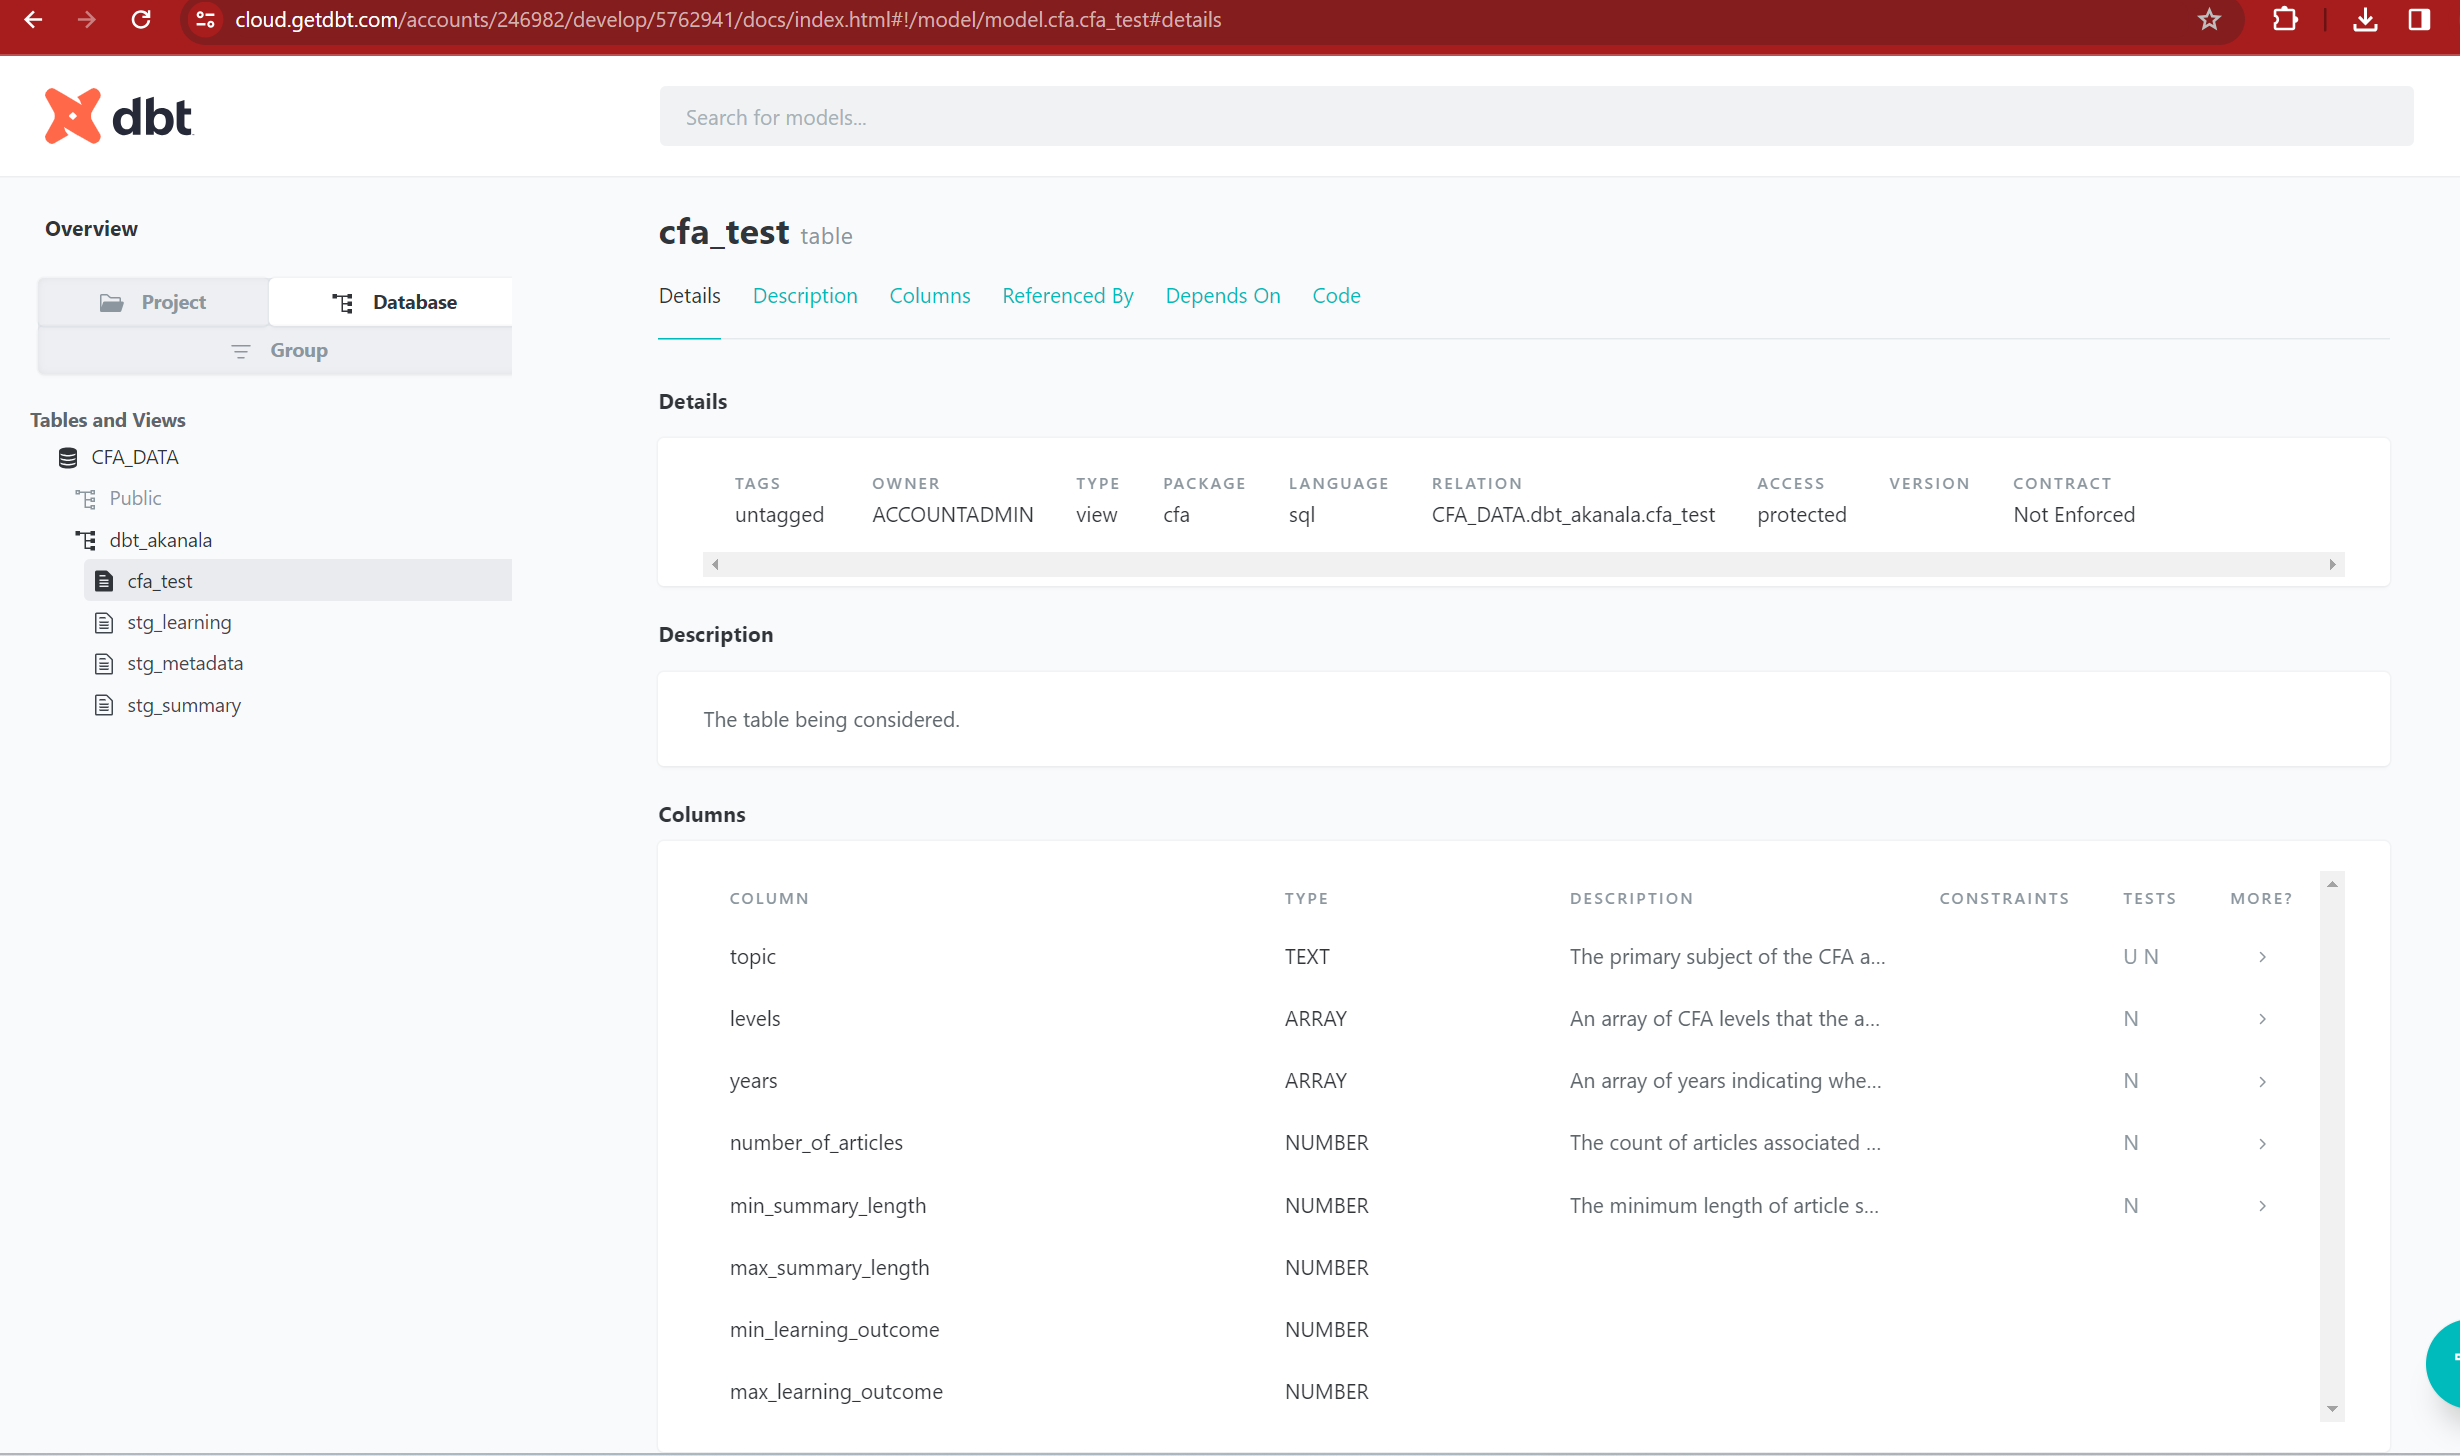 cloud.getdbt.com/accounts/246982/develop/5762941/docs/index.html#!/model/model.cfa.cfa_test#details
dbt
Search for models...
Overview
Project
Database
Group
Tables and Views
CFA_DATA
Public
dbt_akanala
cfa_test
stg_learning
stg_metadata
stg_summary
cfa_test table
Details Description Columns Referenced By Depends On Code
Details
TAGS OWNER TYPE PACKAGE LANGUAGE RELATION ACCESS VERSION CONTRACT
untagged ACCOUNTADMIN view cfa sql CFA_DATA.dbt_akanala.cfa_test protected Not Enforced
Description
The table being considered.
Columns
COLUMN TYPE DESCRIPTION CONSTRAINTS TESTS MORE?
topic TEXT The primary subject of the CFA a... U N
levels ARRAY An array of CFA levels that the a... N
years ARRAY An array of years indicating whe... N
number_of_articles NUMBER The count of articles associated ... N
min_summary_length NUMBER The minimum length of article s... N
max_summary_length NUMBER
min_learning_outcome NUMBER
max_learning_outcome NUMBER